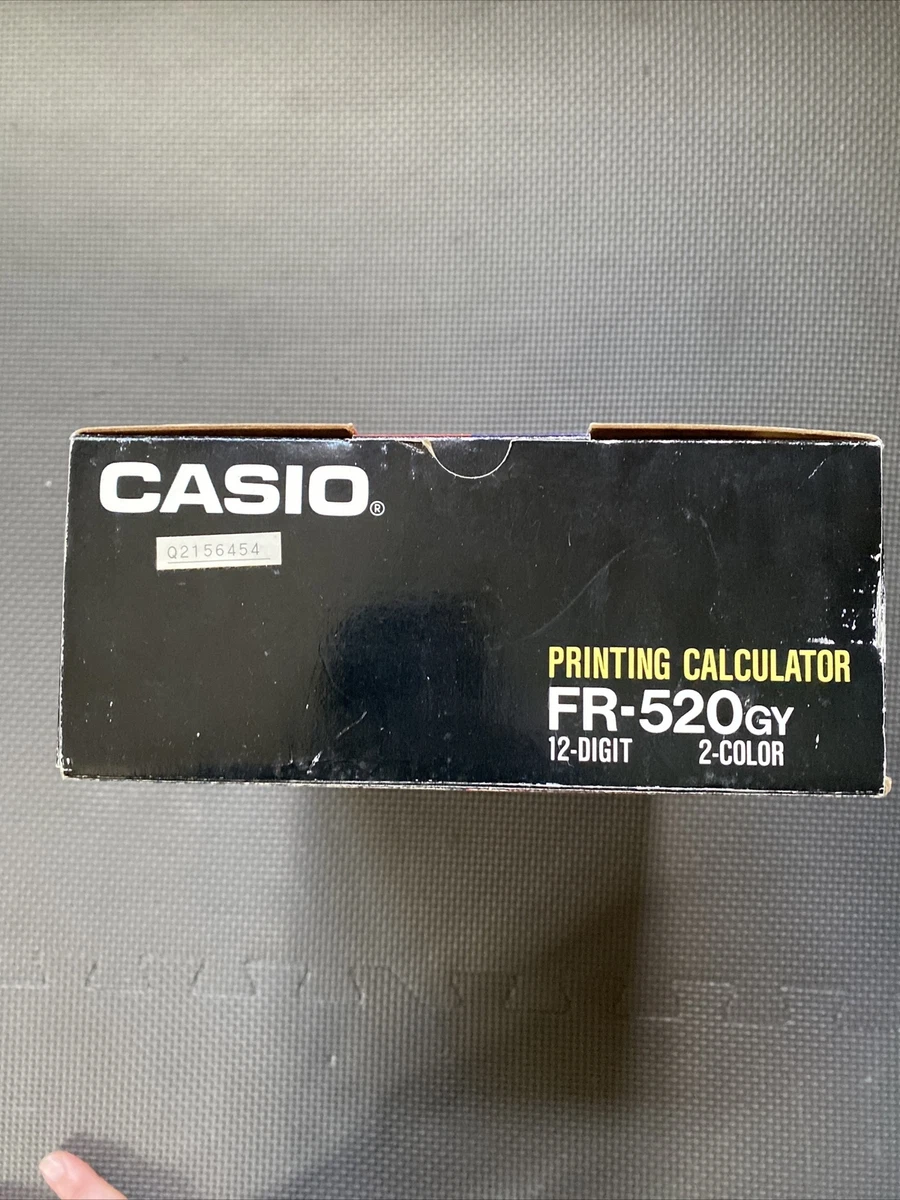 CASIO®
Q2156454
PRINTING CALCULATOR
FR-520GY
12-DIGIT 2-COLOR